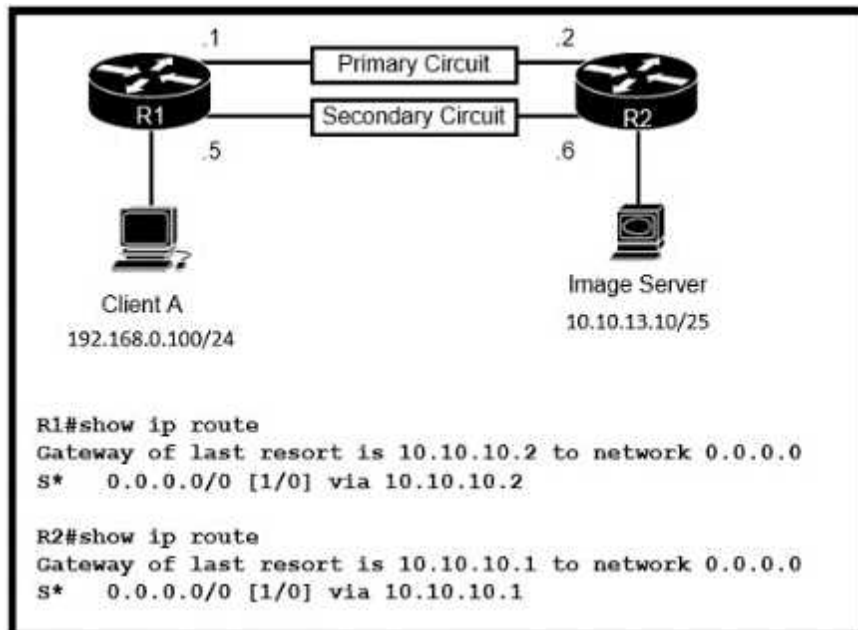 .1
.2
Primary Circuit
R1
Secondary Circuit
R2
.5
.6
Client A
192.168.0.100/24
Image Server
10.10.13.10/25
R1#show ip route
Gateway of last resort is 10.10.10.2 to network 0.0.0.0
S* 0.0.0.0/0 [1/0] via 10.10.10.2
R2#show ip route
Gateway of last resort is 10.10.10.1 to network 0.0.0.0
S* 0.0.0.0/0 [1/0] via 10.10.10.1